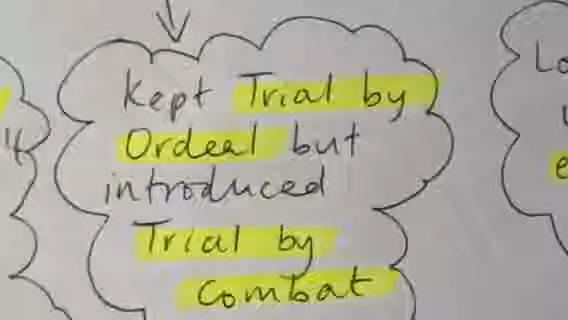 Kept Trial by
Ordeal but
introduced
Trial by
Combat